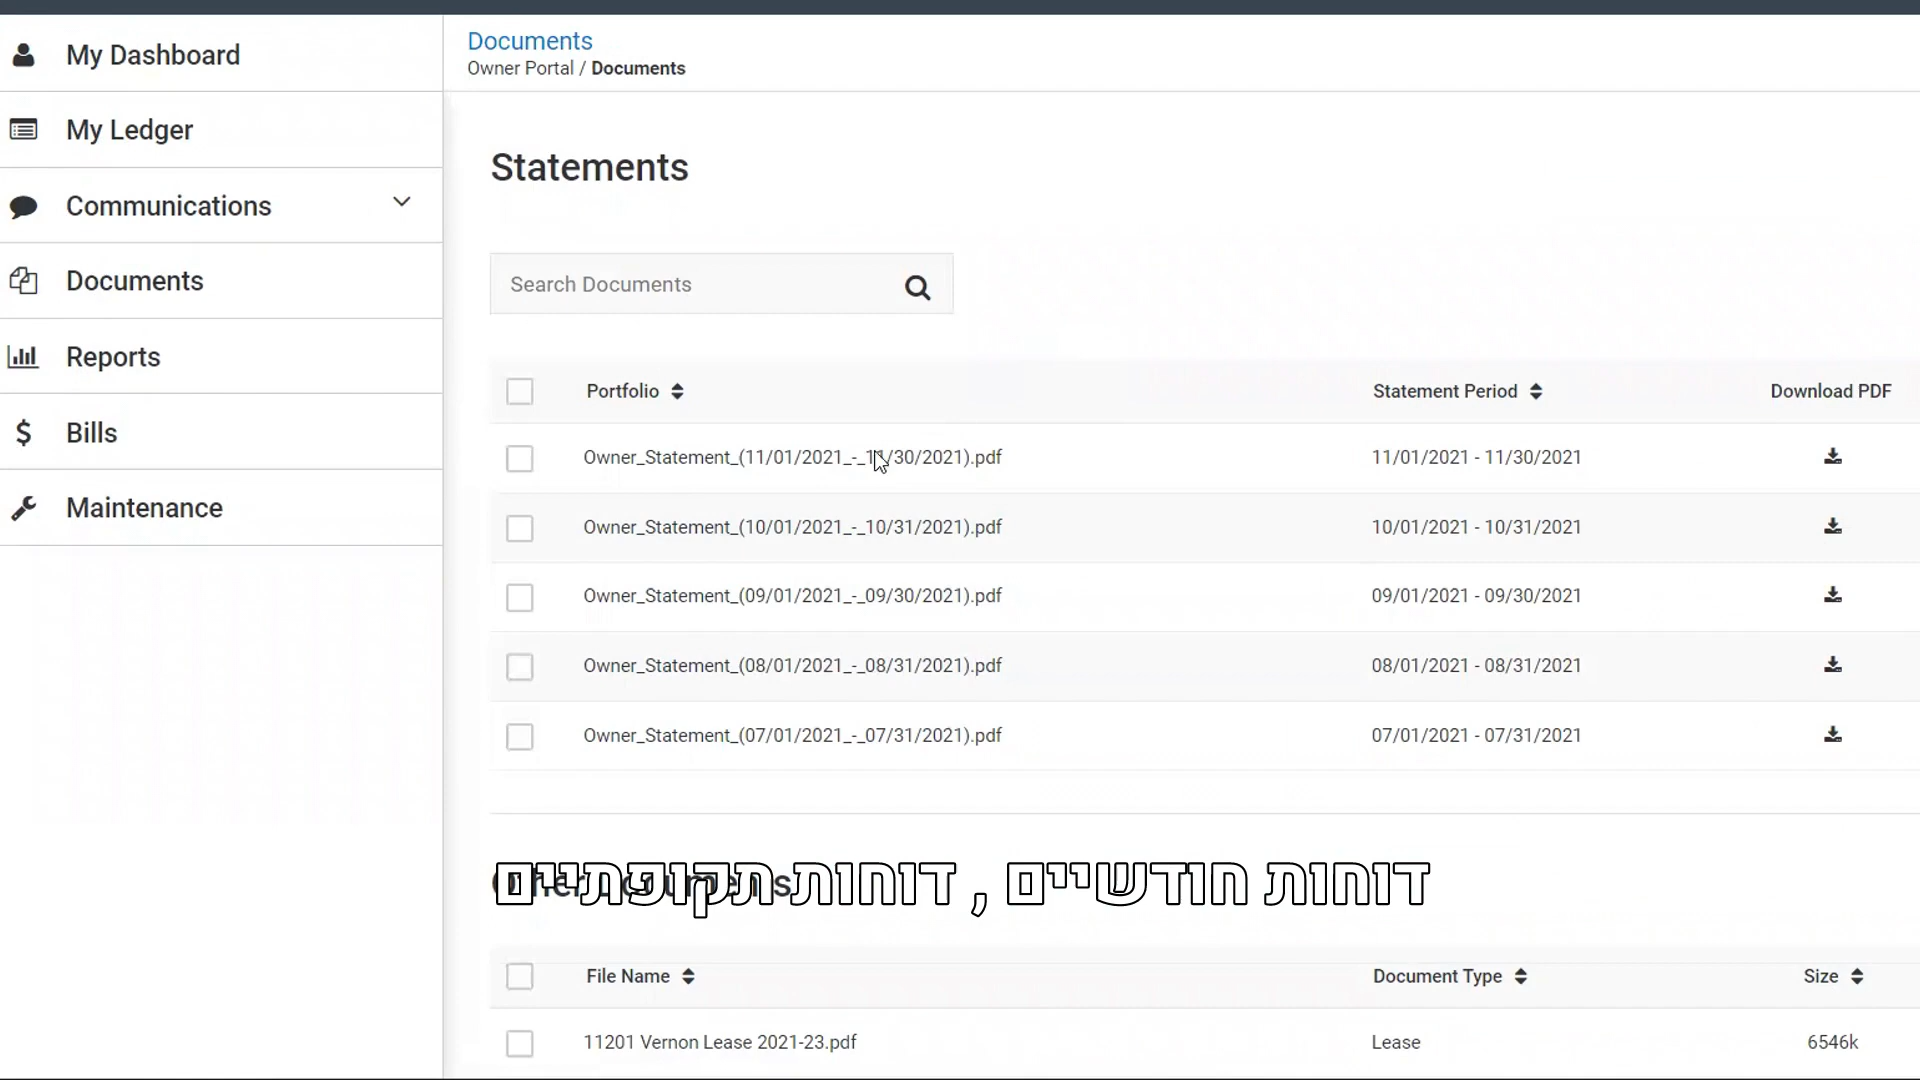 My Dashboard
My Ledger
Communications
Documents
Reports
Bills
Maintenance
Documents
Owner Portal / Documents
Statements
Search Documents
Portfolio Statement Period Download PDF
Owner_Statement_(11/01/2021_-_11/30/2021).pdf 11/01/2021 - 11/30/2021
Owner_Statement_(10/01/2021_-_10/31/2021).pdf 10/01/2021 - 10/31/2021
Owner_Statement_(09/01/2021_-_09/30/2021).pdf 09/01/2021 - 09/30/2021
Owner_Statement_(08/01/2021_-_08/31/2021).pdf 08/01/2021 - 08/31/2021
Owner_Statement_(07/01/2021_-_07/31/2021).pdf 07/01/2021 - 07/31/2021
Other Documents
דוחות חודשיים , דוחות תקופתיים
File Name Document Type Size
11201 Vernon Lease 2021-23.pdf Lease 6546k